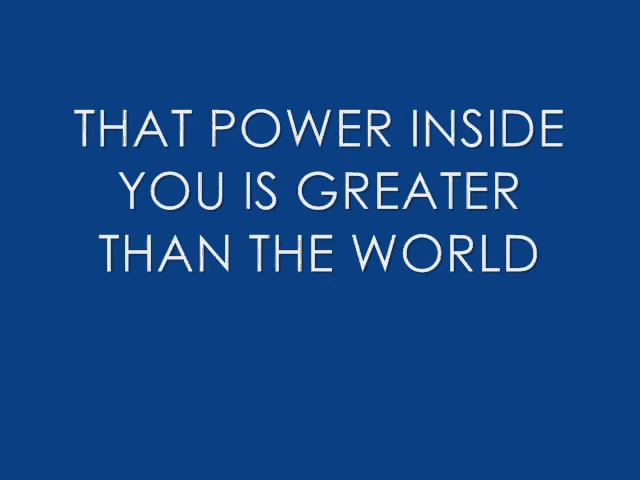 THAT POWER INSIDE
YOU IS GREATER
THAN THE WORLD